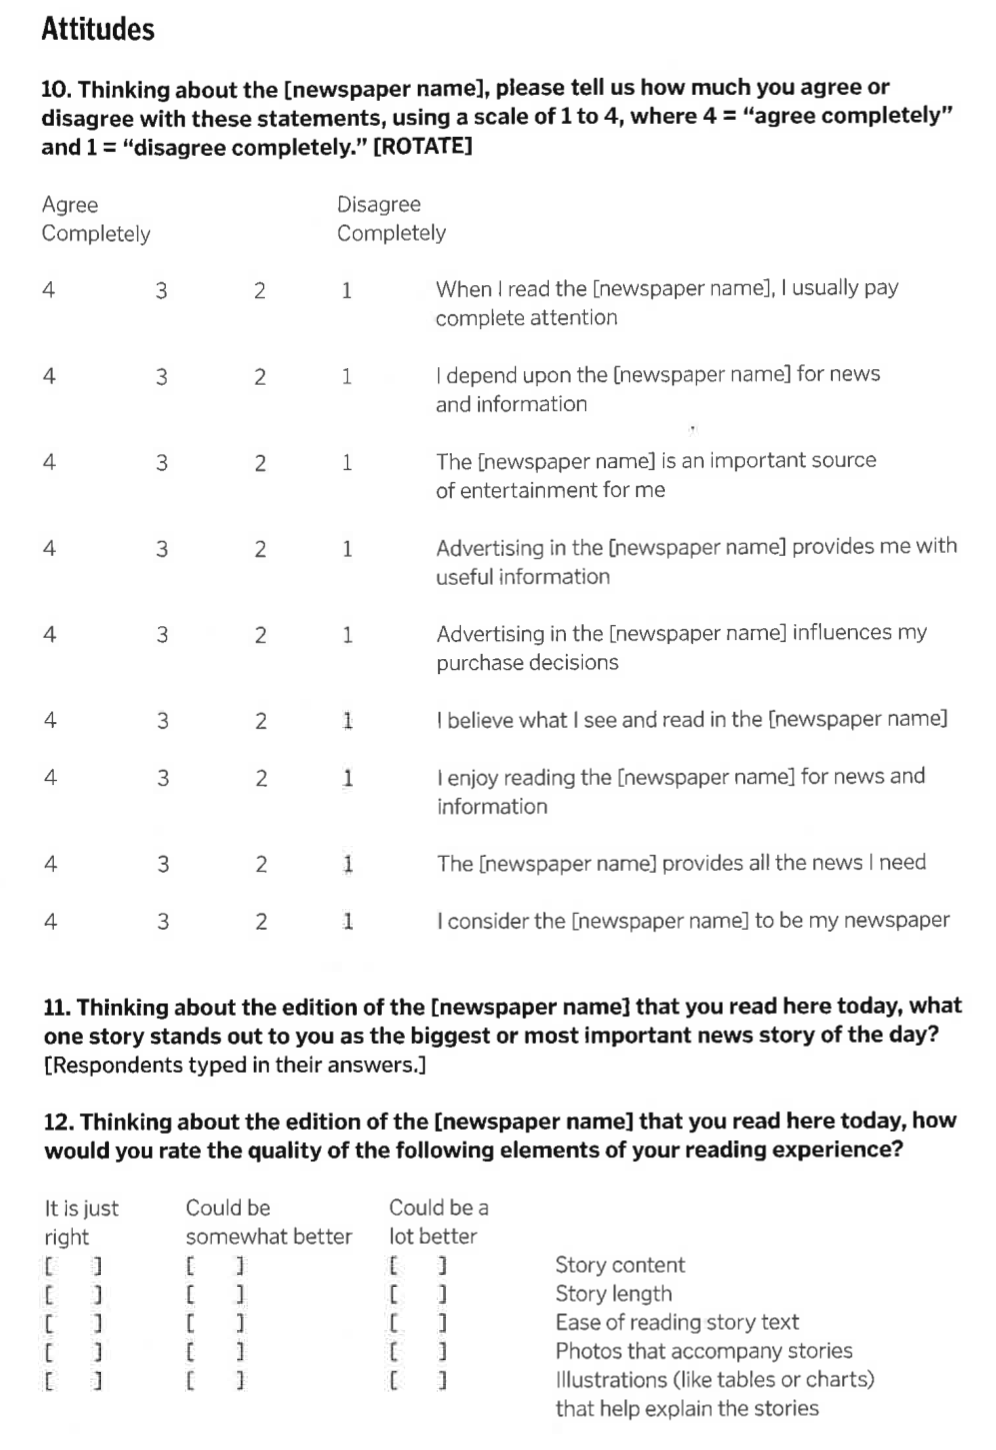 Attitudes
10. Thinking about the [newspaper name], please tell us how much you agree or
disagree with these statements, using a scale of 1 to 4, where 4 = “agree completely”
and 1 = “disagree completely.” [ROTATE]
Agree Disagree
Completely Completely
4 3 2 1 When I read the [newspaper name], I usually pay
complete attention
4 3 2 1 I depend upon the [newspaper name] for news
and information
4 3 2 1 The [newspaper name] is an important source
of entertainment for me
4 3 2 1 Advertising in the [newspaper name] provides me with
useful information
4 3 2 1 Advertising in the [newspaper name] influences my
purchase decisions
4 3 2 1 I believe what I see and read in the [newspaper name]
4 3 2 1 I enjoy reading the [newspaper name] for news and
information
4 3 2 1 The [newspaper name] provides all the news I need
4 3 2 1 I consider the [newspaper name] to be my newspaper
11. Thinking about the edition of the [newspaper name] that you read here today, what
one story stands out to you as the biggest or most important news story of the day?
[Respondents typed in their answers.]
12. Thinking about the edition of the [newspaper name] that you read here today, how
would you rate the quality of the following elements of your reading experience?
It is just Could be Could be a
right somewhat better lot better
[ ] [ ] [ ] Story content
[ ] [ ] [ ] Story length
[ ] [ ] [ ] Ease of reading story text
[ ] [ ] [ ] Photos that accompany stories
[ ] [ ] [ ] Illustrations (like tables or charts)
that help explain the stories